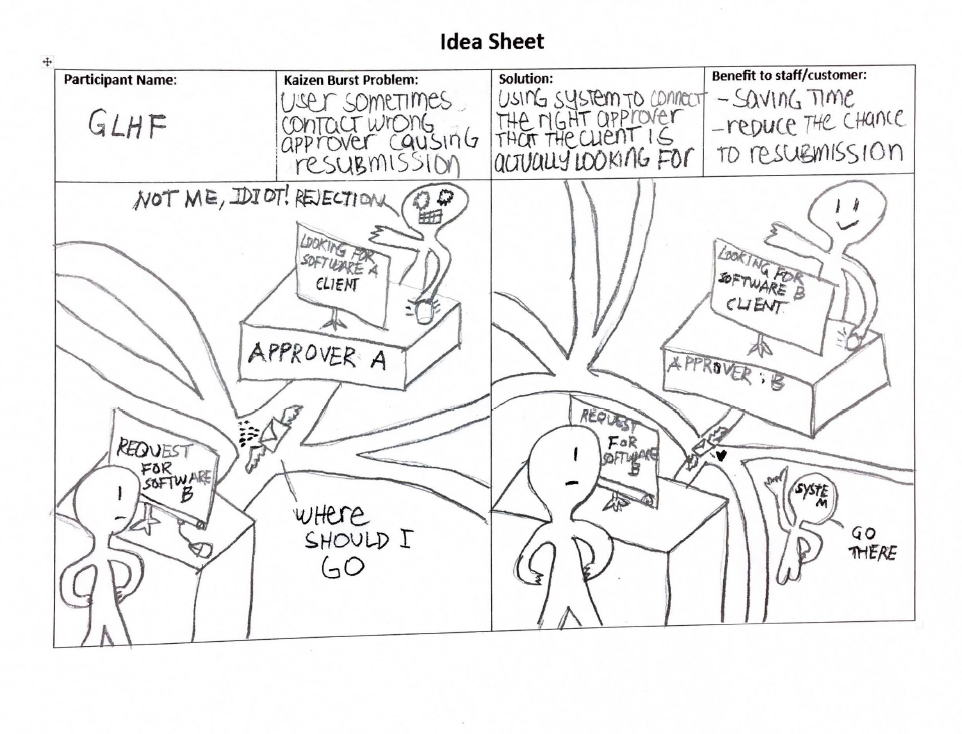 Idea Sheet
Participant Name:
GLHF
Kaizen Burst Problem:
USER SOMETIMES
CONTACT WRONG
APPROVER CAUSING
RESUBMISSION
Solution:
USING SYSTEM TO CONNECT
THE RIGHT APPROVER
THAT THE CLIENT IS
ACTUALLY LOOKING FOR
Benefit to staff/customer:
- SAVING TIME
- REDUCE THE CHANCE
TO RESUBMISSION
NOT ME, IDIOT! REJECTION
LOOKING FOR
SOFTWARE A
CLIENT
APPROVER A
REQUEST
FOR
SOFTWARE
B
WHERE
SHOULD I
GO
LOOKING FOR
SOFTWARE B
CLIENT
APPROVER : B
REQUEST
FOR
SOFTWARE
B
SYSTE
M
GO
THERE